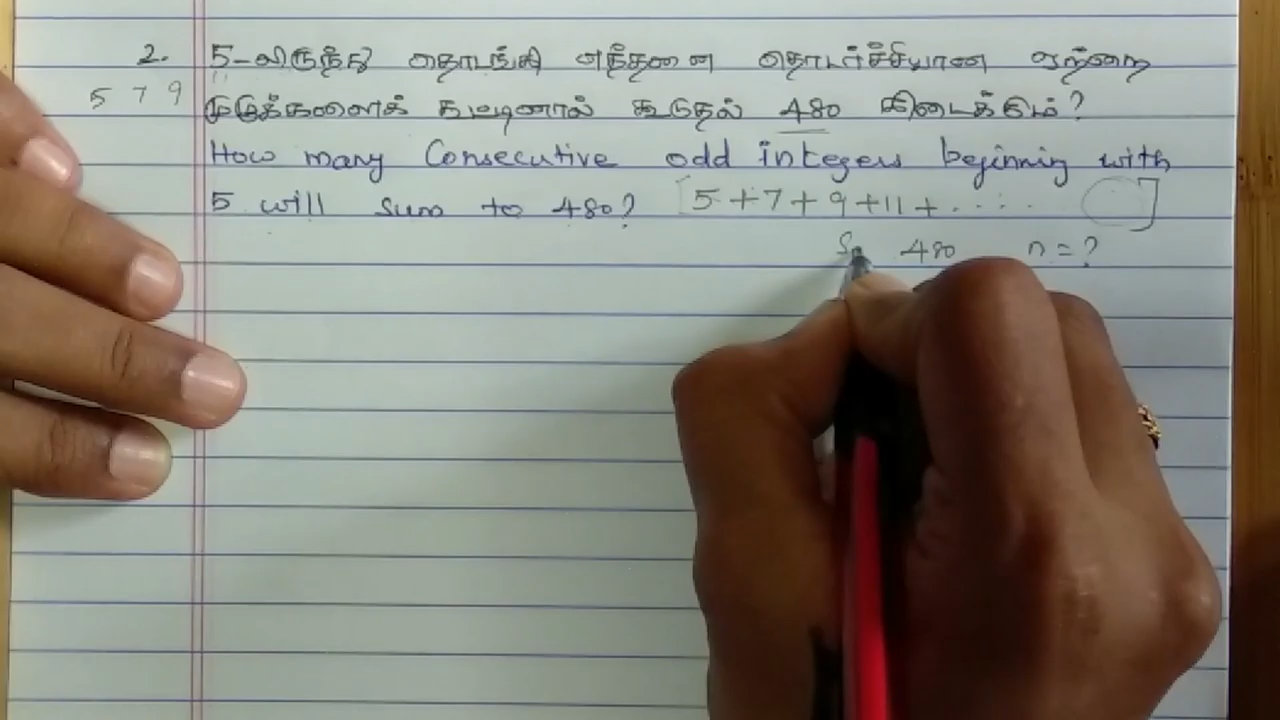 2. 5-லிருந்து தொடங்கி எத்தனை தொடர்ச்சியான ஒற்றை
5 7 9 முழுக்களைக் கூட்டினால் கூடுதல் 480 கிடைக்கும்?
How many Consecutive odd integers beginning with
5 will sum to 480? [5+7+9+11+..... ]
Sn 480 n=?